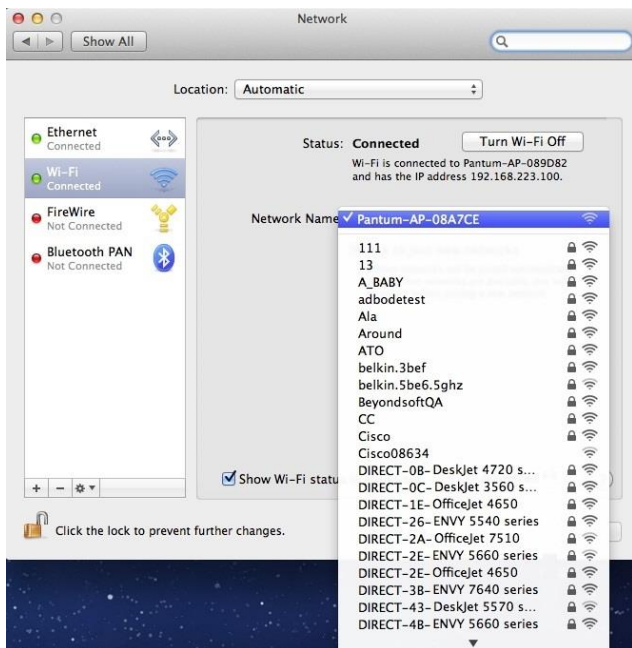 Network
Show All
Location: Automatic
Ethernet
Connected
Wi-Fi
Connected
FireWire
Not Connected
Bluetooth PAN
Not Connected
Status: Connected
Turn Wi-Fi Off
Wi-Fi is connected to Pantum-AP-089D82
and has the IP address 192.168.223.100.
Network Name
✓ Pantum-AP-08A7CE
111
13
A_BABY
adbodetest
Ala
Around
ATO
belkin.3bef
belkin.5be6.5ghz
BeyondsoftQA
CC
Cisco
Cisco08634
DIRECT-0B-DeskJet 4720 s...
DIRECT-0C-DeskJet 3560 s...
DIRECT-1E-OfficeJet 4650
DIRECT-26-ENVY 5540 series
DIRECT-2A-OfficeJet 7510
DIRECT-2E-ENVY 5660 series
DIRECT-2E-OfficeJet 4650
DIRECT-3B-ENVY 7640 series
DIRECT-43-DeskJet 5570 s...
DIRECT-4B-ENVY 5660 series
Show Wi-Fi statu
Click the lock to prevent further changes.